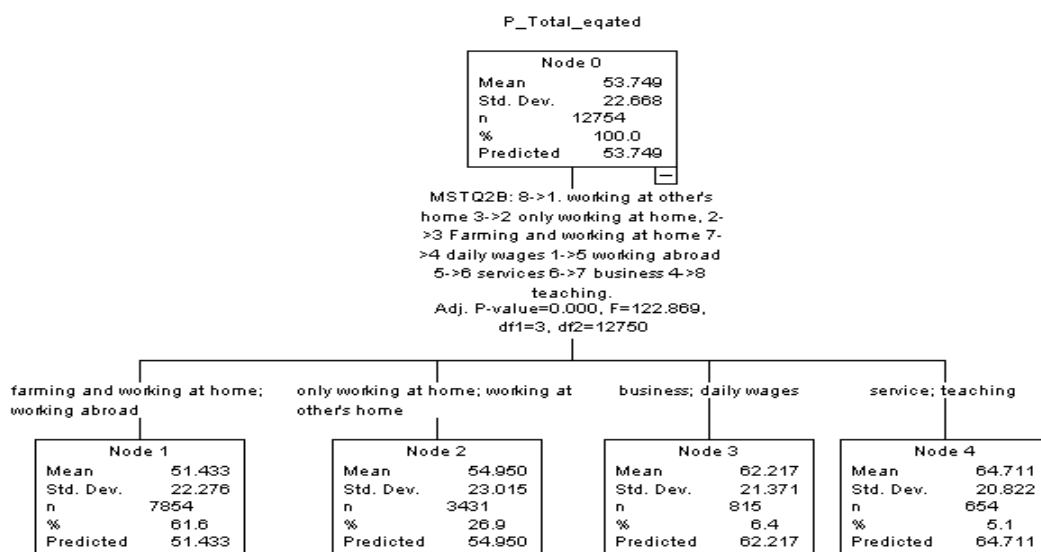 P_Total_eqated
Node 0
Mean 53.749
Std. Dev. 22.668
n 12754
% 100.0
Predicted 53.749
MSTQ2B: 8->1. working at other's
home 3->2 only working at home, 2-
>3 Farming and working at home 7-
>4 daily wages 1->5 working abroad
5->6 services 6->7 business 4->8
teaching.
Adj. P-value=0.000, F=122.869,
df1=3, df2=12750
farming and working at home;
working abroad
only working at home; working at
other's home
business; daily wages
service; teaching
Node 1
Mean 51.433
Std. Dev. 22.276
n 7854
% 61.6
Predicted 51.433
Node 2
Mean 54.950
Std. Dev. 23.015
n 3431
% 26.9
Predicted 54.950
Node 3
Mean 62.217
Std. Dev. 21.371
n 815
% 6.4
Predicted 62.217
Node 4
Mean 64.711
Std. Dev. 20.822
n 654
% 5.1
Predicted 64.711